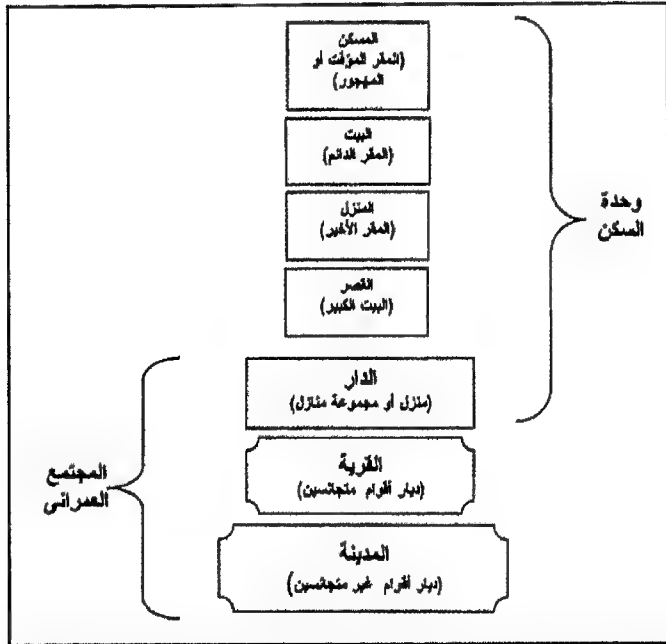 المسكن
(المقر المؤقت أو
المهجور)
البيت
(المقر الدائم)
المنزل
(المقر الأخير)
القصر
(البيت الكبير)
وحدة
السكن
الدار
(منزل أو مجموعة منازل)
القرية
(ديار أقوام متجانسين)
المدينة
(ديار أقوام غير متجانسين)
المجتمع
العمرانى